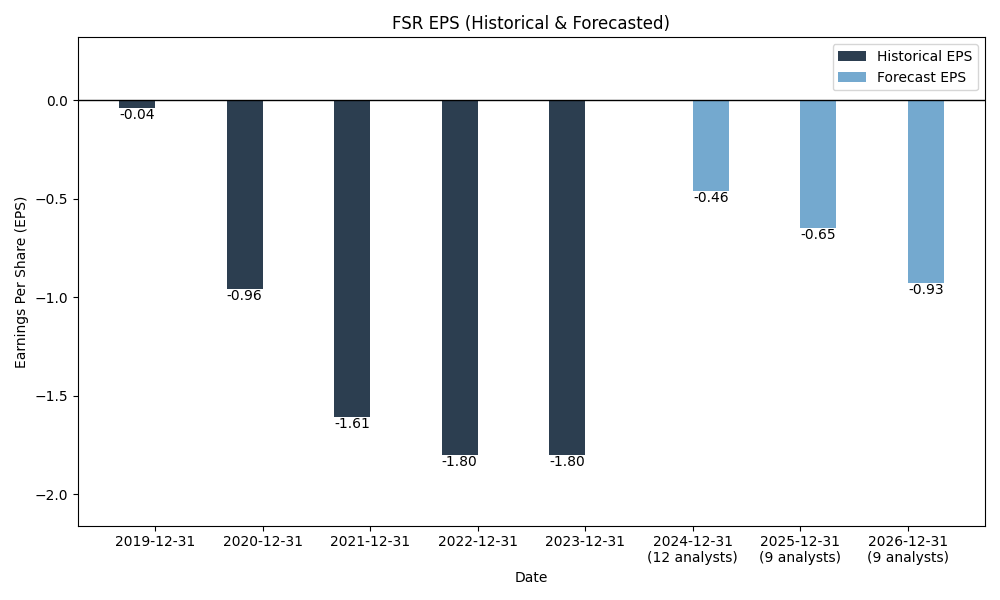 FSR EPS (Historical & Forecasted)
Historical EPS
Forecast EPS
Earnings Per Share (EPS)
0.0
−0.5
−1.0
−1.5
−2.0
-0.04
-0.96
-1.61
-1.80
-1.80
-0.46
-0.65
-0.93
2019-12-31
2020-12-31
2021-12-31
2022-12-31
2023-12-31
2024-12-31
(12 analysts)
2025-12-31
(9 analysts)
2026-12-31
(9 analysts)
Date